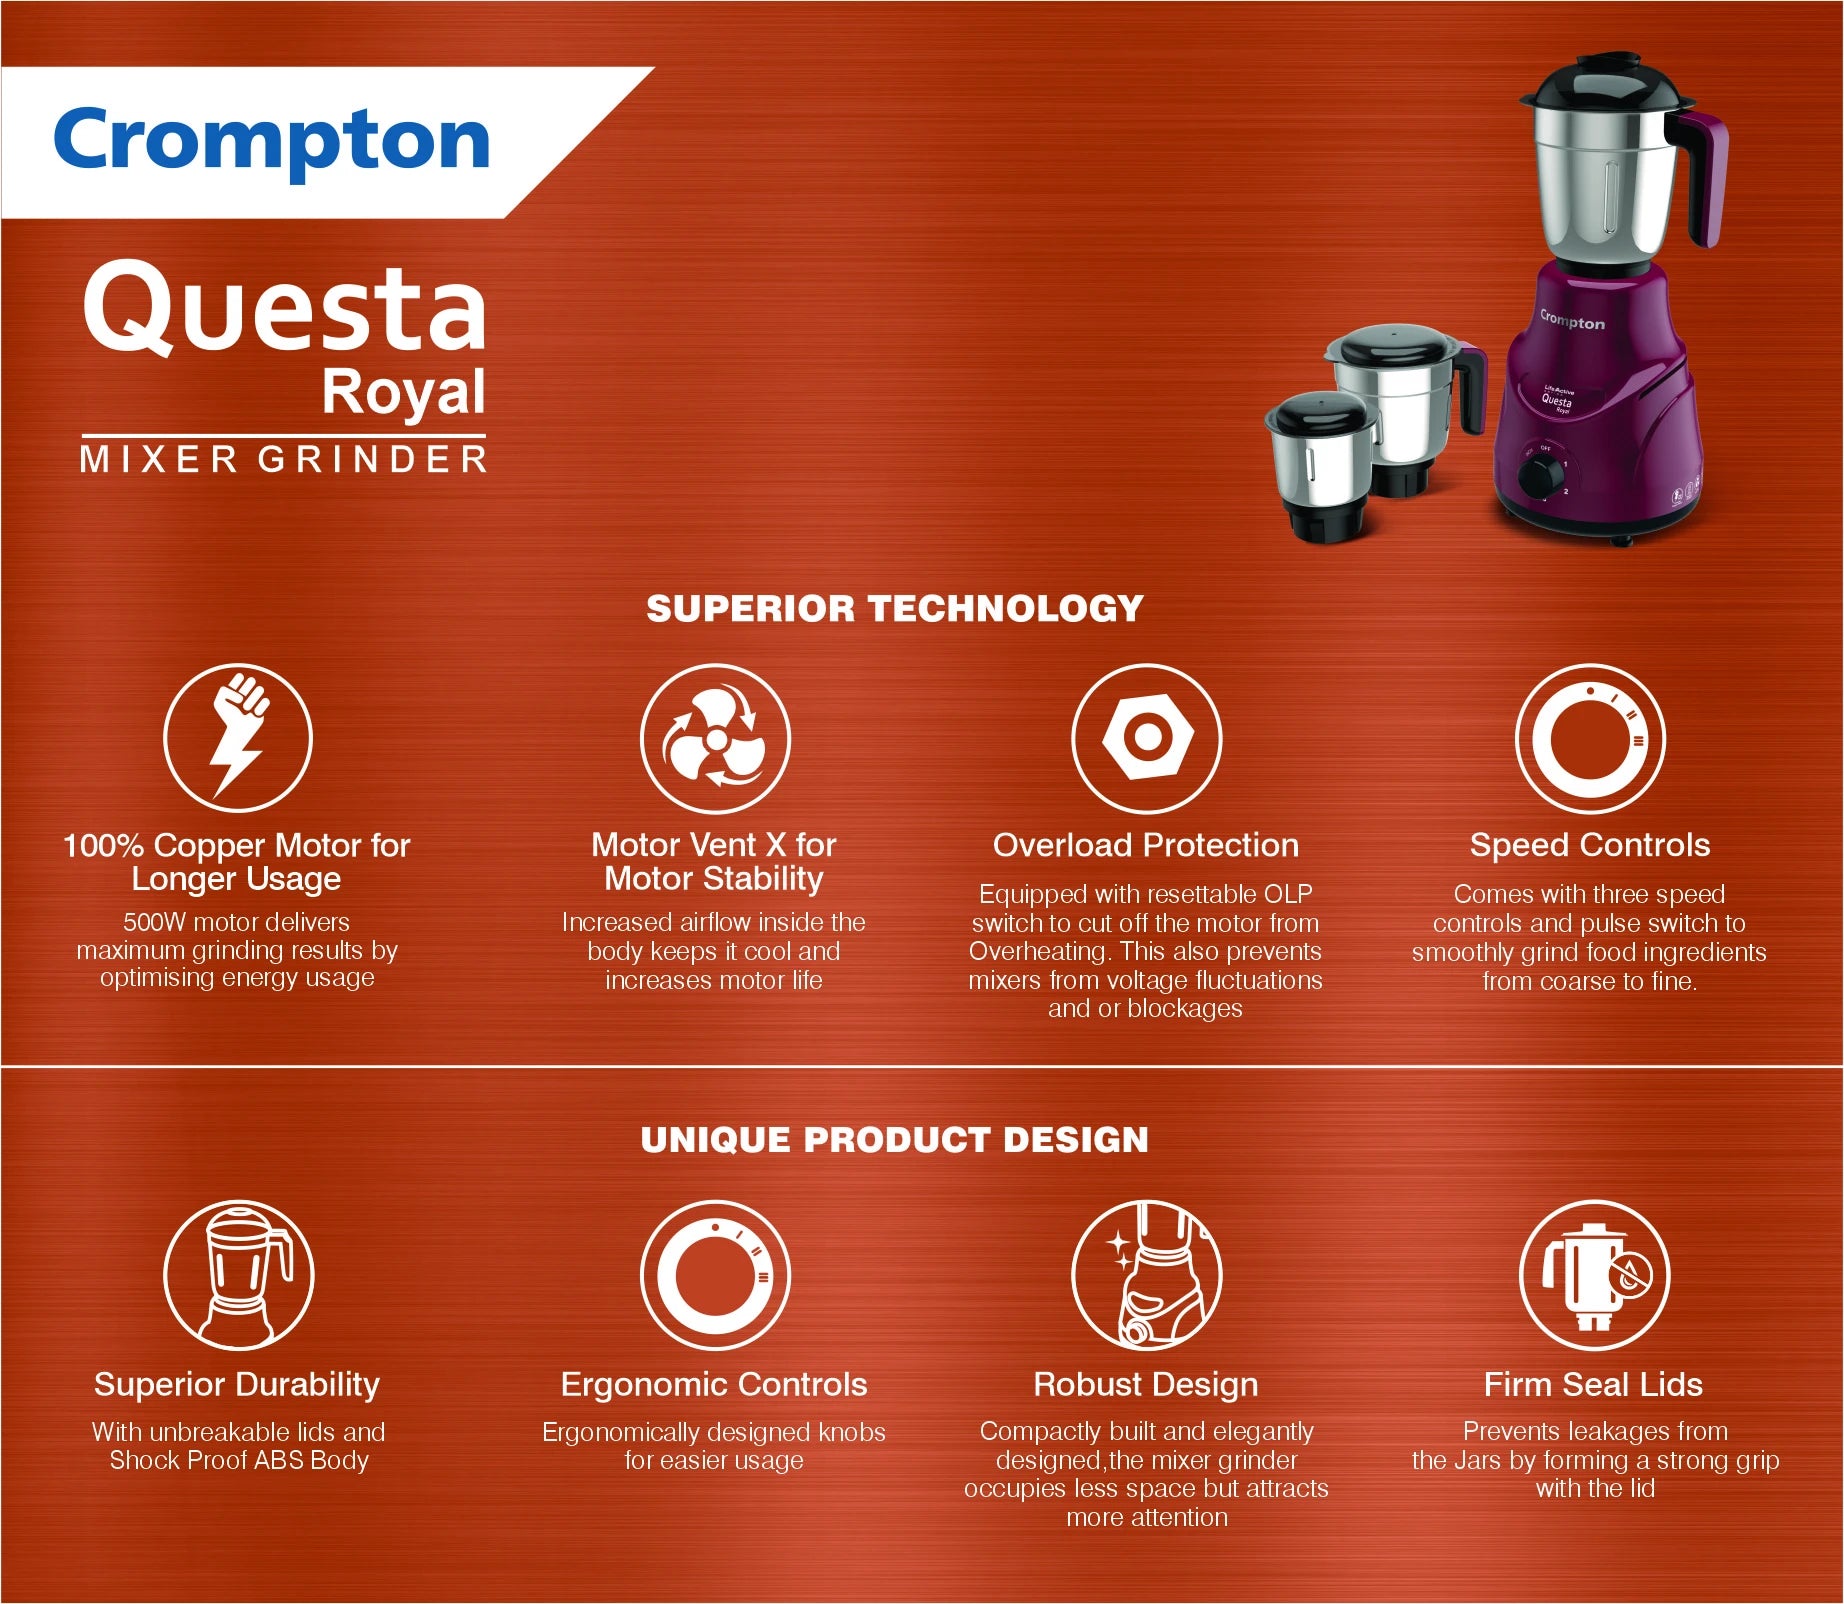 Crompton
Questa
Royal
MIXER GRINDER
Crompton
Questa
Royal
OFF
1
2
SUPERIOR TECHNOLOGY
100% Copper Motor for
Longer Usage
500W motor delivers
maximum grinding results by
optimising energy usage
Motor Vent X for
Motor Stability
Increased airflow inside the
body keeps it cool and
increases motor life
Overload Protection
Equipped with resettable OLP
switch to cut off the motor from
Overheating. This also prevents
mixers from voltage fluctuations
and or blockages
Speed Controls
Comes with three speed
controls and pulse switch to
smoothly grind food ingredients
from coarse to fine.
UNIQUE PRODUCT DESIGN
Superior Durability
With unbreakable lids and
Shock Proof ABS Body
Ergonomic Controls
Ergonomically designed knobs
for easier usage
Robust Design
Compactly built and elegantly
designed,the mixer grinder
occupies less space but attracts
more attention
Firm Seal Lids
Prevents leakages from
the Jars by forming a strong grip
with the lid